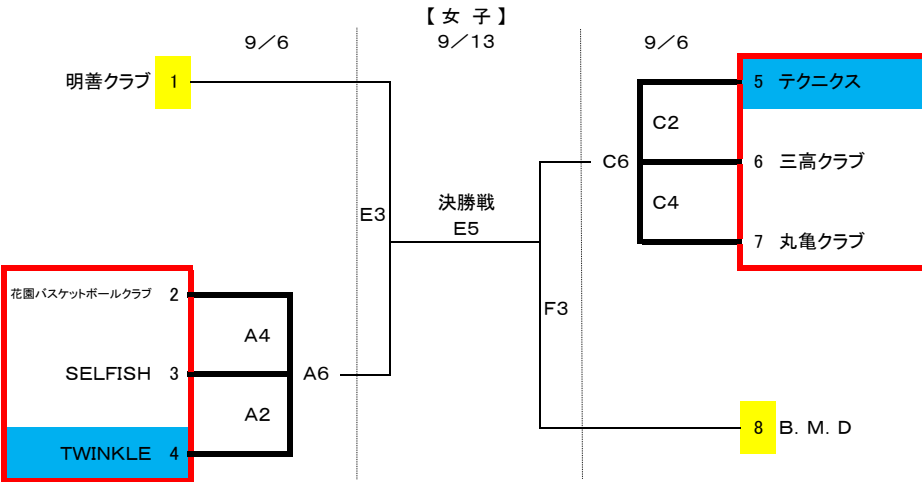 【 女 子 】
9／6
9／13
9／6
明善クラブ 1
5 テクニクス
C2
C6
6 三高クラブ
決勝戦
E3
C4
E5
7 丸亀クラブ
花園バスケットボールクラブ 2
F3
A4
SELFISH 3
A6
A2
8 B．M．D
TWINKLE 4